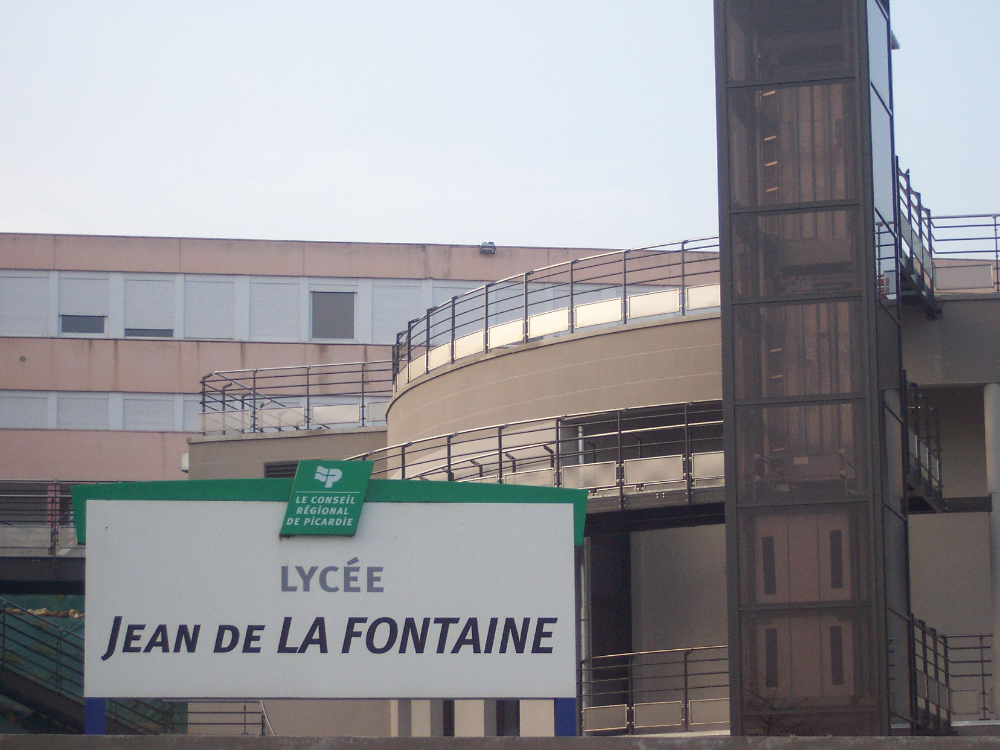 LE CONSEIL
RÉGIONAL
DE PICARDIE
LYCÉE
JEAN DE LA FONTAINE